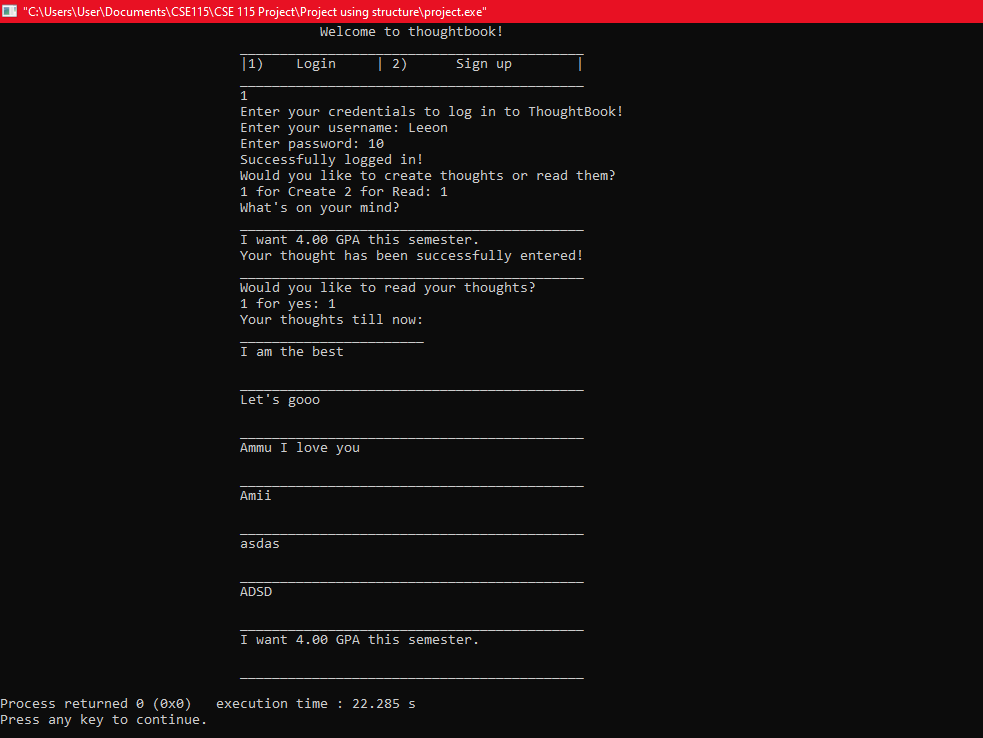 "C:\Users\User\Documents\CSE115\CSE 115 Project\Project using structure\project.exe"
Welcome to thoughtbook!
___________________________________________
|1)    Login     | 2)      Sign up        |
___________________________________________
1
Enter your credentials to log in to ThoughtBook!
Enter your username: Leeon
Enter password: 10
Successfully logged in!
Would you like to create thoughts or read them?
1 for Create 2 for Read: 1
What's on your mind?
___________________________________________
I want 4.00 GPA this semester.
Your thought has been successfully entered!
___________________________________________
Would you like to read your thoughts?
1 for yes: 1
Your thoughts till now:
_______________________
I am the best
___________________________________________
Let's gooo
___________________________________________
Ammu I love you
___________________________________________
Amii
___________________________________________
asdas
___________________________________________
ADSD
___________________________________________
I want 4.00 GPA this semester.
___________________________________________
Process returned 0 (0x0)   execution time : 22.285 s
Press any key to continue.